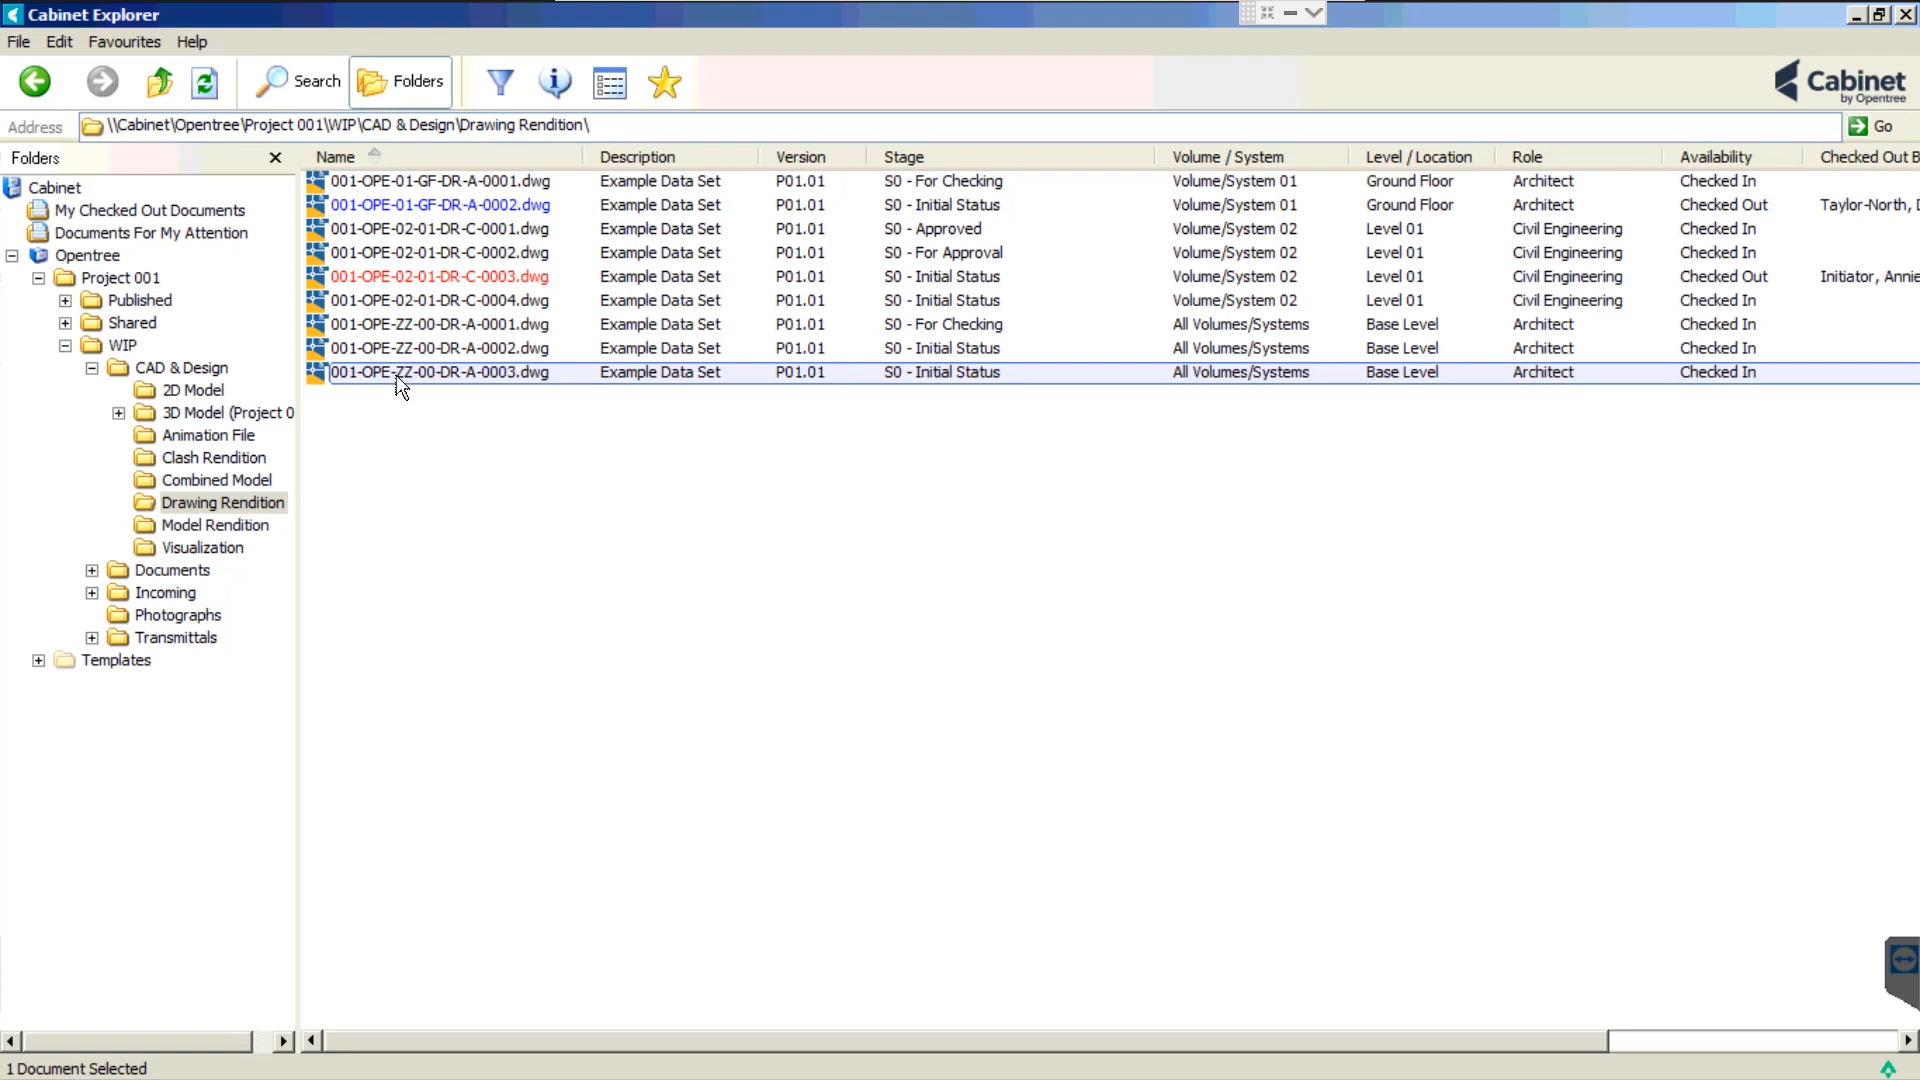 Cabinet Explorer
File Edit Favourites Help
Search Folders Cabinet
by Opentree
Address \\Cabinet\Opentree\Project 001\WIP\CAD & Design\Drawing Rendition\ Go
Folders
Name Description Version Stage Volume / System Level / Location Role Availability Checked Out B
001-OPE-01-GF-DR-A-0001.dwg Example Data Set P01.01 S0 - For Checking Volume/System 01 Ground Floor Architect Checked In
001-OPE-01-GF-DR-A-0002.dwg Example Data Set P01.01 S0 - Initial Status Volume/System 01 Ground Floor Architect Checked Out Taylor-North, D
001-OPE-02-01-DR-C-0001.dwg Example Data Set P01.01 S0 - Approved Volume/System 02 Level 01 Civil Engineering Checked In
001-OPE-02-01-DR-C-0002.dwg Example Data Set P01.01 S0 - For Approval Volume/System 02 Level 01 Civil Engineering Checked In
001-OPE-02-01-DR-C-0003.dwg Example Data Set P01.01 S0 - Initial Status Volume/System 02 Level 01 Civil Engineering Checked Out Initiator, Annie
001-OPE-02-01-DR-C-0004.dwg Example Data Set P01.01 S0 - Initial Status Volume/System 02 Level 01 Civil Engineering Checked In
001-OPE-ZZ-00-DR-A-0001.dwg Example Data Set P01.01 S0 - For Checking All Volumes/Systems Base Level Architect Checked In
001-OPE-ZZ-00-DR-A-0002.dwg Example Data Set P01.01 S0 - Initial Status All Volumes/Systems Base Level Architect Checked In
001-OPE-ZZ-00-DR-A-0003.dwg Example Data Set P01.01 S0 - Initial Status All Volumes/Systems Base Level Architect Checked In
Cabinet
My Checked Out Documents
Documents For My Attention
Opentree
Project 001
Published
Shared
WIP
CAD & Design
2D Model
3D Model (Project 0
Animation File
Clash Rendition
Combined Model
Drawing Rendition
Model Rendition
Visualization
Documents
Incoming
Photographs
Transmittals
Templates
1 Document Selected